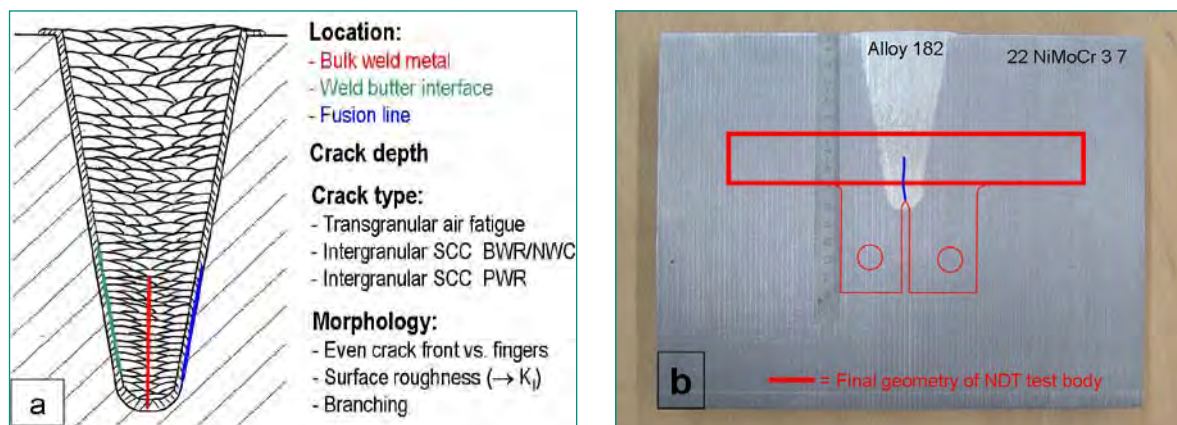 Location:
- Bulk weld metal
- Weld butter interface
- Fusion line
Crack depth
Crack type:
- Transgranular air fatigue
- Intergranular SCC BWR/NWC
- Intergranular SCC PWR
Morphology:
- Even crack front vs. fingers
- Surface roughness (→ K_I)
- Branching
a
Alloy 182
22 NiMoCr 3 7
b
= Final geometry of NDT test body